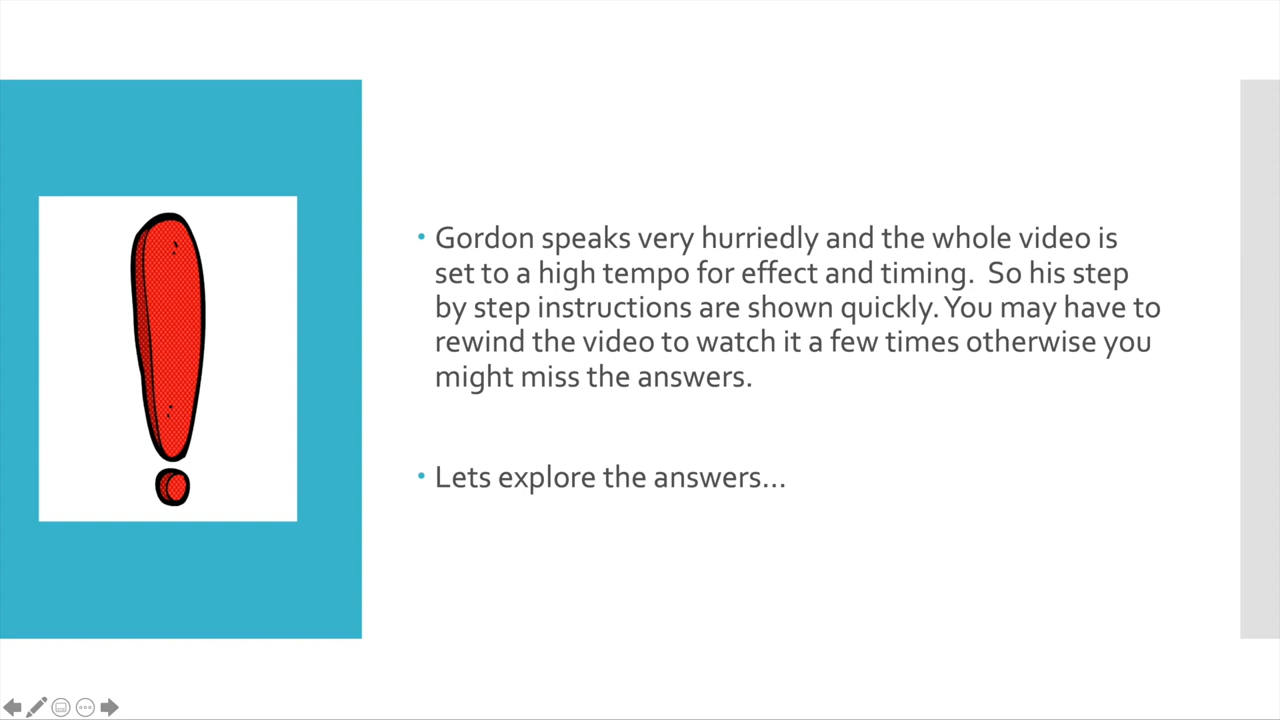 • Gordon speaks very hurriedly and the whole video is
set to a high tempo for effect and timing.  So his step
by step instructions are shown quickly. You may have to
rewind the video to watch it a few times otherwise you
might miss the answers.
• Lets explore the answers...